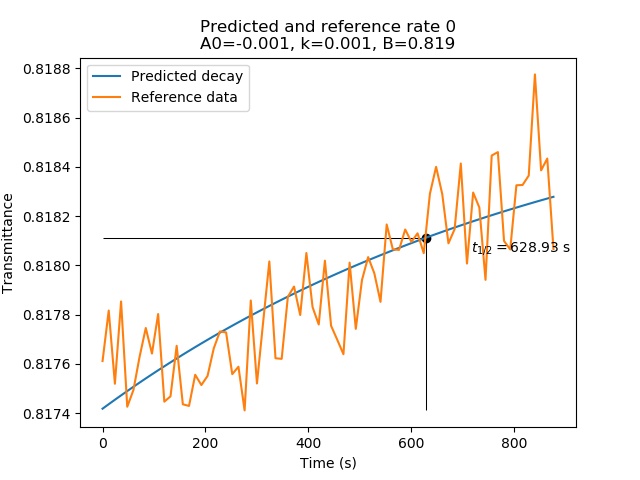 Predicted and reference rate 0
A0=-0.001, k=0.001, B=0.819
Predicted decay
Reference data
0.8188
0.8186
0.8184
0.8182
0.8180
0.8178
0.8176
0.8174
Transmittance
t1/2 = 628.93 s
0 200 400 600 800
Time (s)